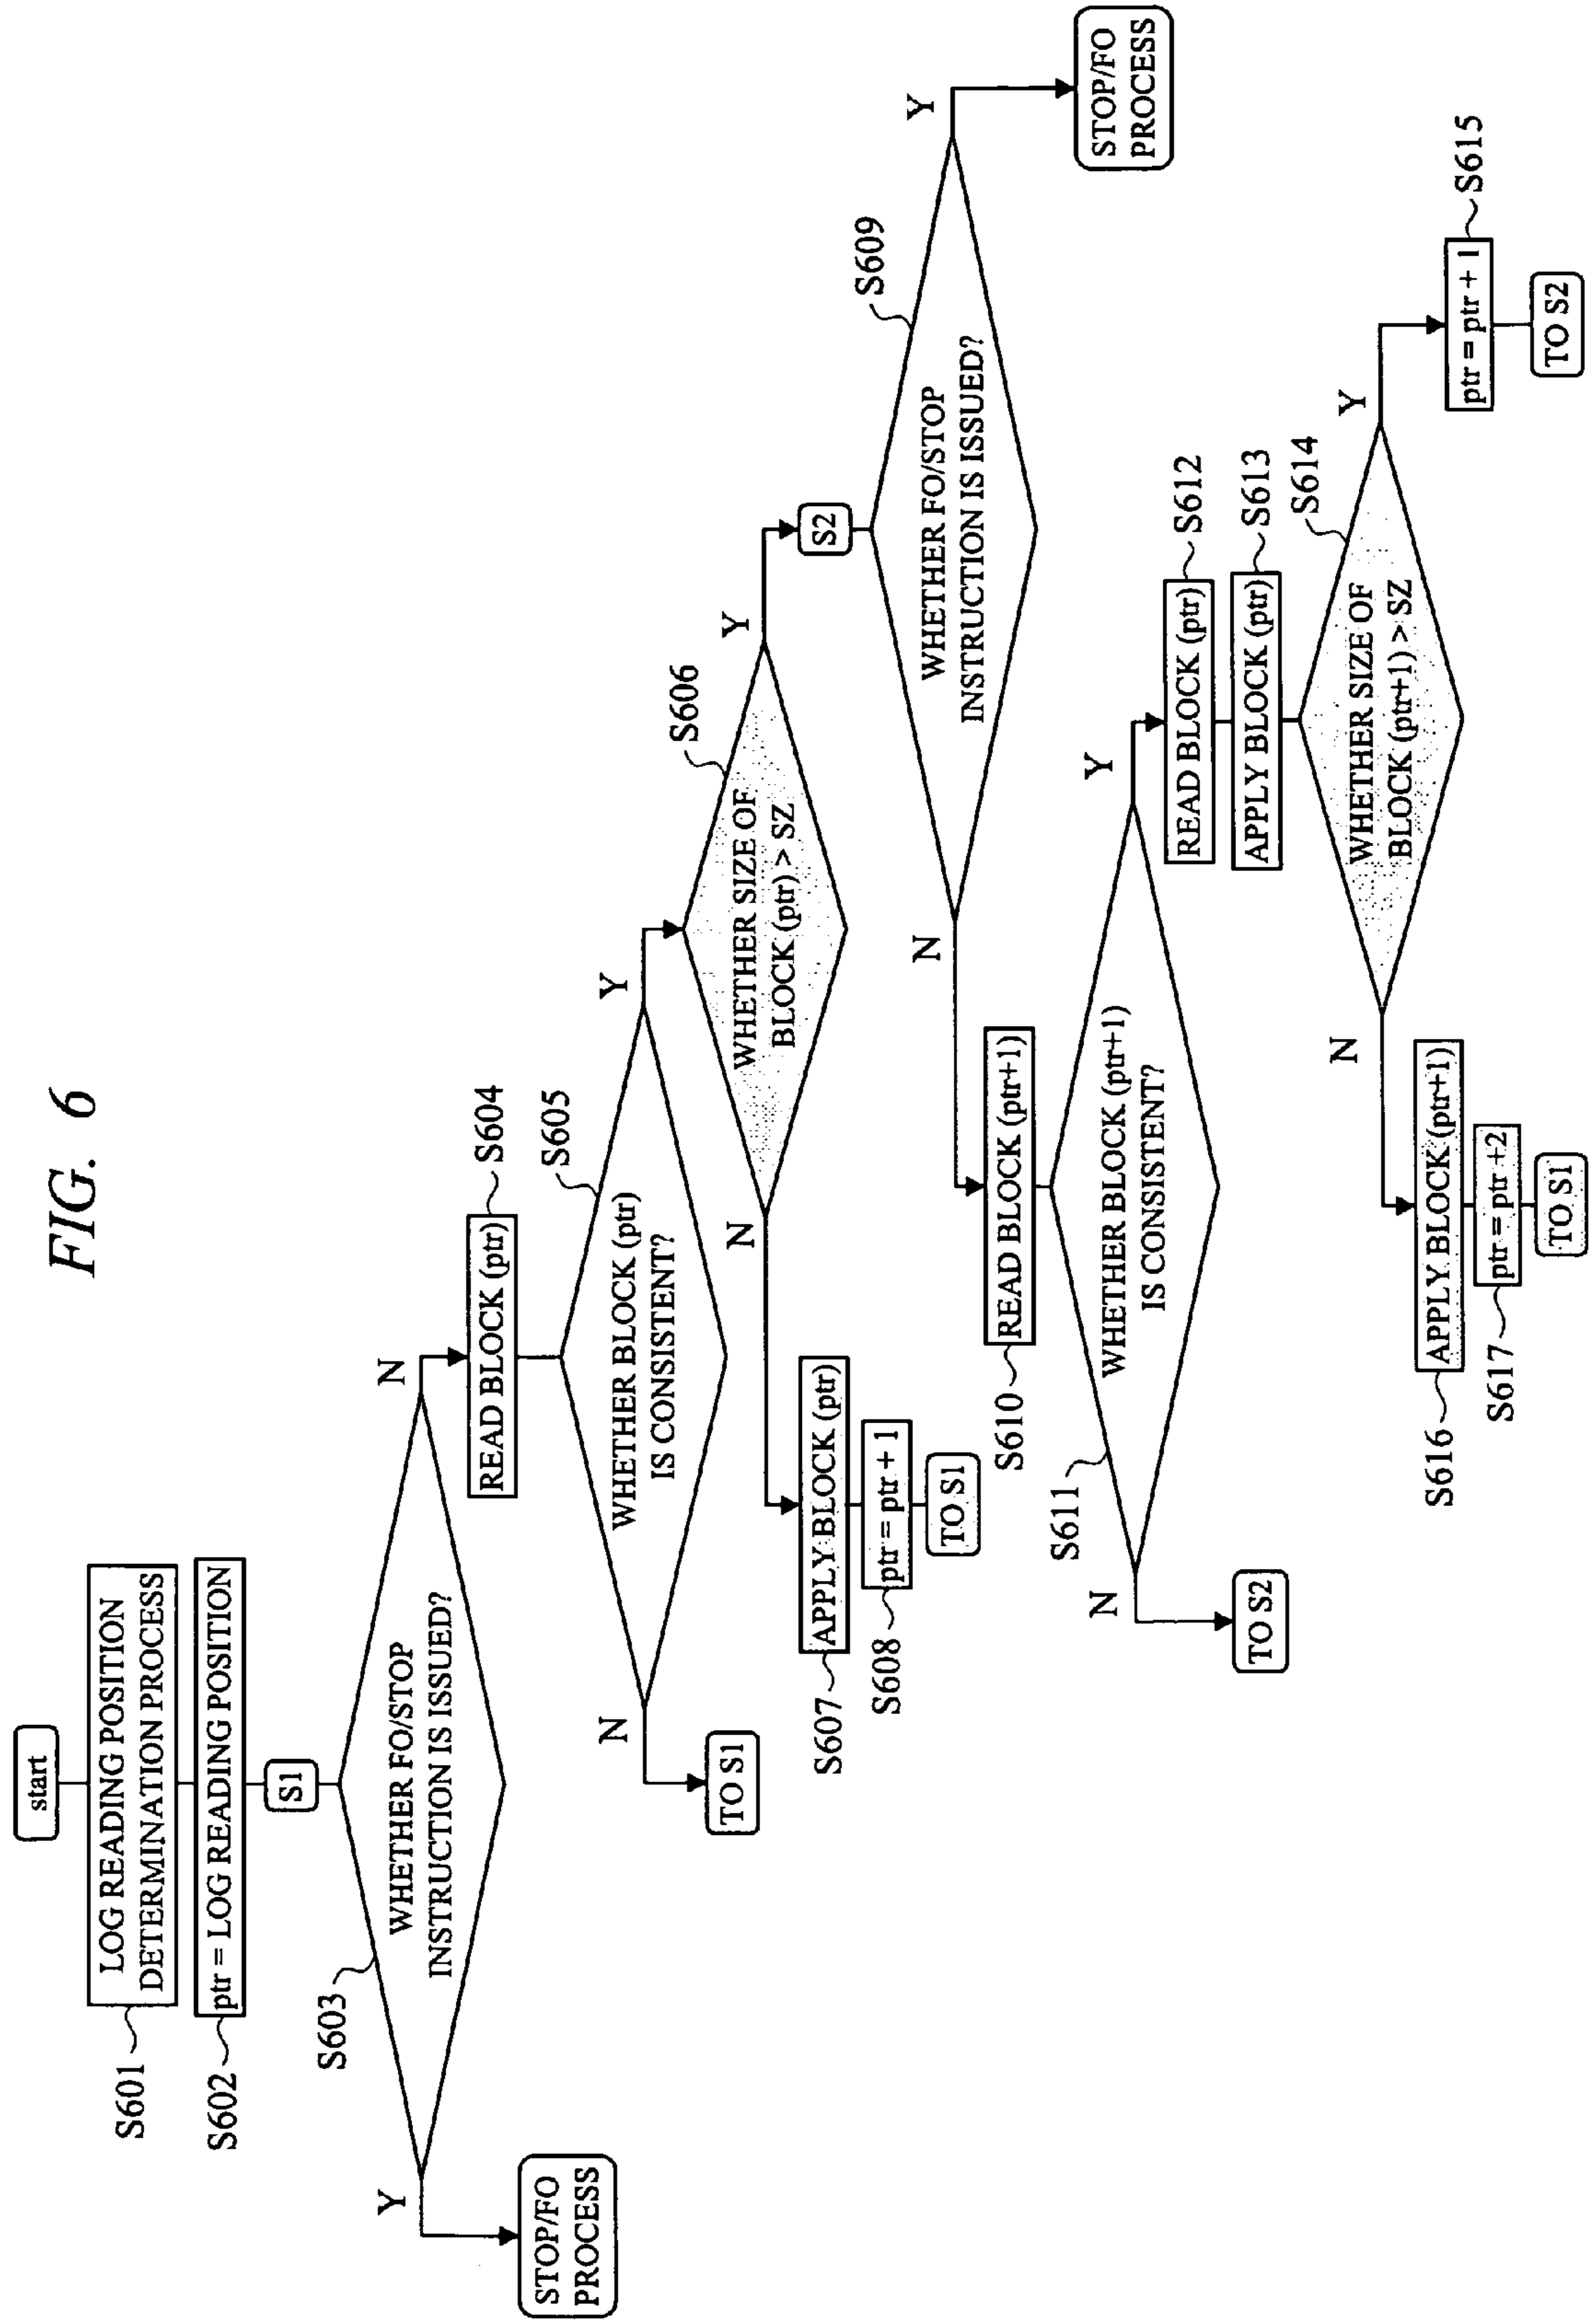 FIG. 6
start
LOG READING POSITION
DETERMINATION PROCESS
S601
ptr = LOG READING POSITION
S602
S1
S603
WHETHER FO/STOP
INSTRUCTION IS ISSUED?
Y
N
STOP/FO
PROCESS
READ BLOCK (ptr)
S604
S605
WHETHER BLOCK (ptr)
IS CONSISTENT?
N
Y
TO S1
S606
WHETHER SIZE OF
BLOCK (ptr) > SZ
N
Y
APPLY BLOCK (ptr)
S607
ptr = ptr + 1
S608
TO S1
S2
S609
WHETHER FO/STOP
INSTRUCTION IS ISSUED?
N
Y
STOP/FO
PROCESS
READ BLOCK (ptr+1)
S610
S611
WHETHER BLOCK (ptr+1)
IS CONSISTENT?
N
Y
TO S2
READ BLOCK (ptr)
S612
APPLY BLOCK (ptr)
S613
S614
WHETHER SIZE OF
BLOCK (ptr+1) > SZ
N
Y
ptr = ptr + 1
S615
TO S2
APPLY BLOCK (ptr+1)
S616
ptr = ptr +2
S617
TO S1